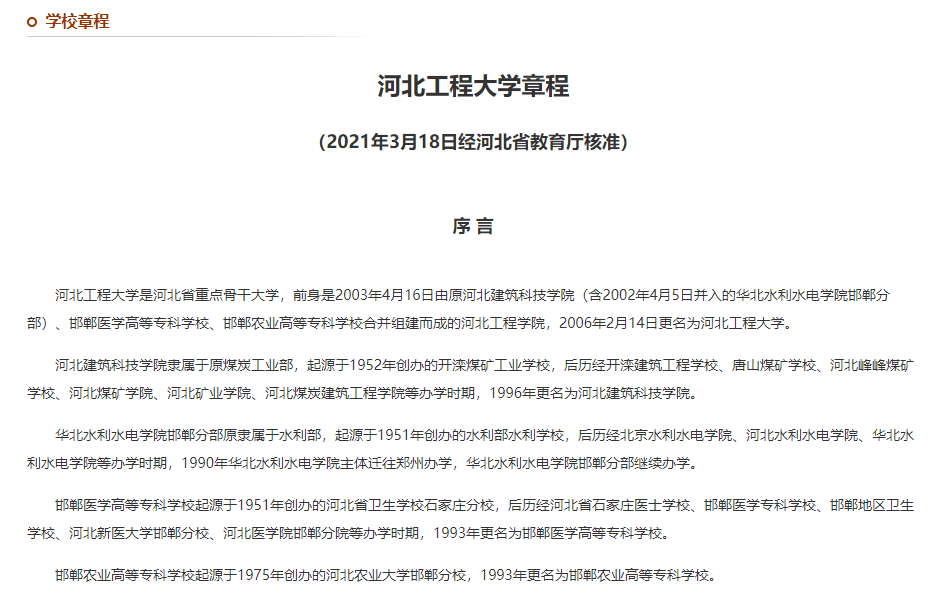 学校章程
河北工程大学章程
（2021年3月18日经河北省教育厅核准）
序 言
河北工程大学是河北省重点骨干大学，前身是2003年4月16日由原河北建筑科技学院（含2002年4月5日并入的华北水利水电学院邯郸分
部）、邯郸医学高等专科学校、邯郸农业高等专科学校合并组建而成的河北工程学院，2006年2月14日更名为河北工程大学。
河北建筑科技学院隶属于原煤炭工业部，起源于1952年创办的开滦煤矿工业学校，后历经开滦建筑工程学校、唐山煤矿学校、河北峰峰煤矿
学校、河北煤矿学院、河北矿业学院、河北煤炭建筑工程学院等办学时期，1996年更名为河北建筑科技学院。
华北水利水电学院邯郸分部原隶属于水利部，起源于1951年创办的水利部水利学校，后历经北京水利水电学院、河北水利水电学院、华北水
利水电学院等办学时期，1990年华北水利水电学院主体迁往郑州办学，华北水利水电学院邯郸分部继续办学。
邯郸医学高等专科学校起源于1951年创办的河北省卫生学校石家庄分校，后历经河北省石家庄医士学校、邯郸医学专科学校、邯郸地区卫生
学校、河北新医大学邯郸分校、河北医学院邯郸分院等办学时期，1993年更名为邯郸医学高等专科学校。
邯郸农业高等专科学校起源于1975年创办的河北农业大学邯郸分校，1993年更名为邯郸农业高等专科学校。